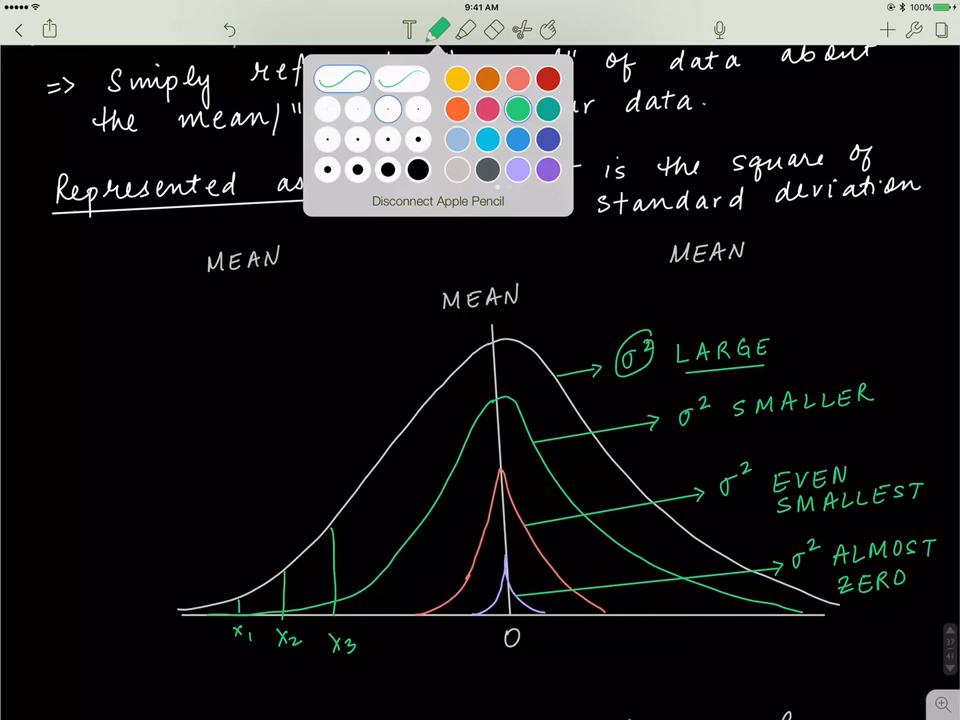 9:41 AM
100%
T
=> Simply of data about
the mean/" data.
Represented as is the square of
standard deviation
Disconnect Apple Pencil
MEAN MEAN
MEAN
σ² LARGE
σ² SMALLER
σ² EVEN
SMALLEST
σ² ALMOST
ZERO
x₁ x₂ x₃ 0
37
41